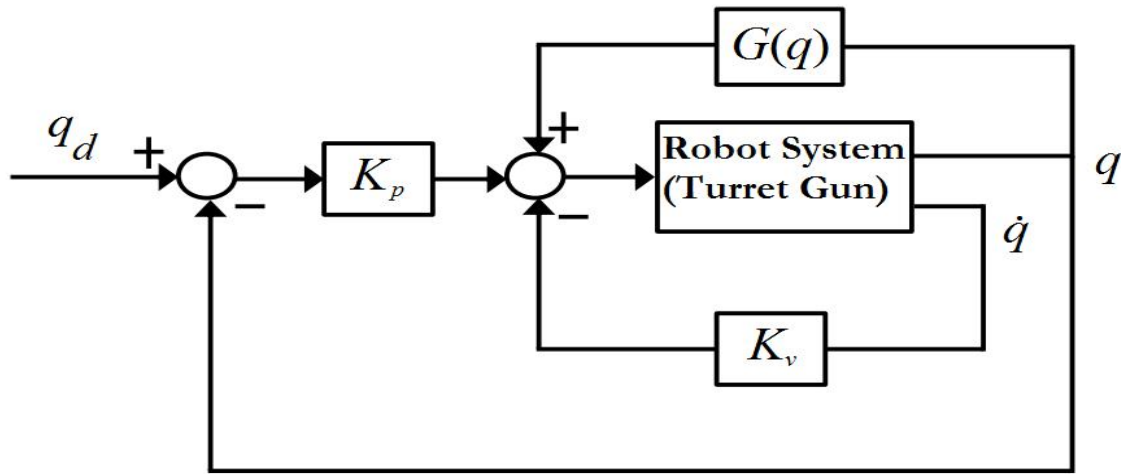 G(q)
q_d
+
−
K_p
+
−
Robot System
(Turret Gun)
q
q̇
K_v